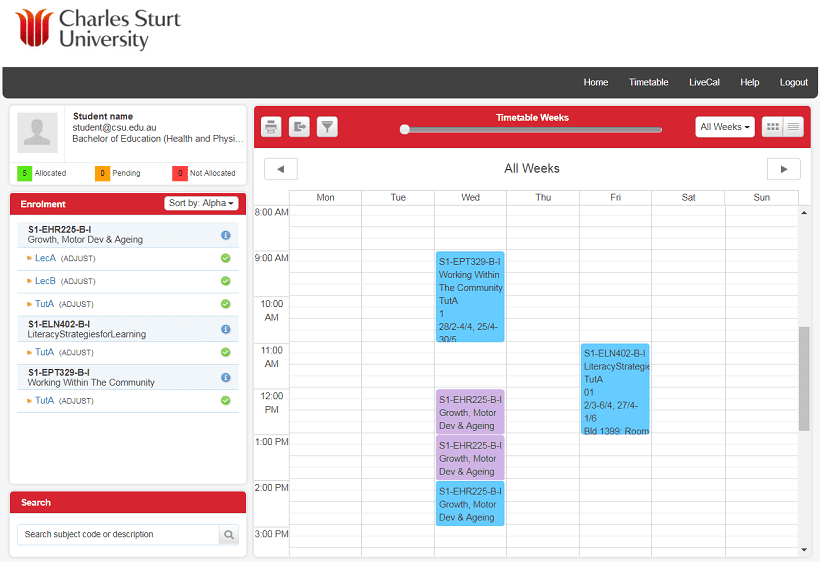 Charles Sturt
University
Home Timetable LiveCal Help Logout
Student name
student@csu.edu.au
Bachelor of Education (Health and Physi...
5 Allocated 0 Pending 0 Not Allocated
Enrolment Sort by: Alpha
S1-EHR225-B-I
Growth, Motor Dev & Ageing
LecA (ADJUST)
LecB (ADJUST)
TutA (ADJUST)
S1-ELN402-B-I
LiteracyStrategiesforLearning
TutA (ADJUST)
S1-EPT329-B-I
Working Within The Community
TutA (ADJUST)
Search
Search subject code or description
Timetable Weeks
All Weeks
All Weeks
Mon Tue Wed Thu Fri Sat Sun
8:00 AM
9:00 AM
10:00
AM
11:00
AM
12:00
PM
1:00 PM
2:00 PM
3:00 PM
S1-EPT329-B-I
Working Within
The Community
TutA
1
28/2-4/4, 25/4-
30/5
S1-EHR225-B-I
Growth, Motor
Dev & Ageing
S1-EHR225-B-I
Growth, Motor
Dev & Ageing
S1-EHR225-B-I
Growth, Motor
Dev & Ageing
S1-ELN402-B-I
LiteracyStrategie
TutA
01
2/3-6/4, 27/4-
1/6
Bld 1399: Room